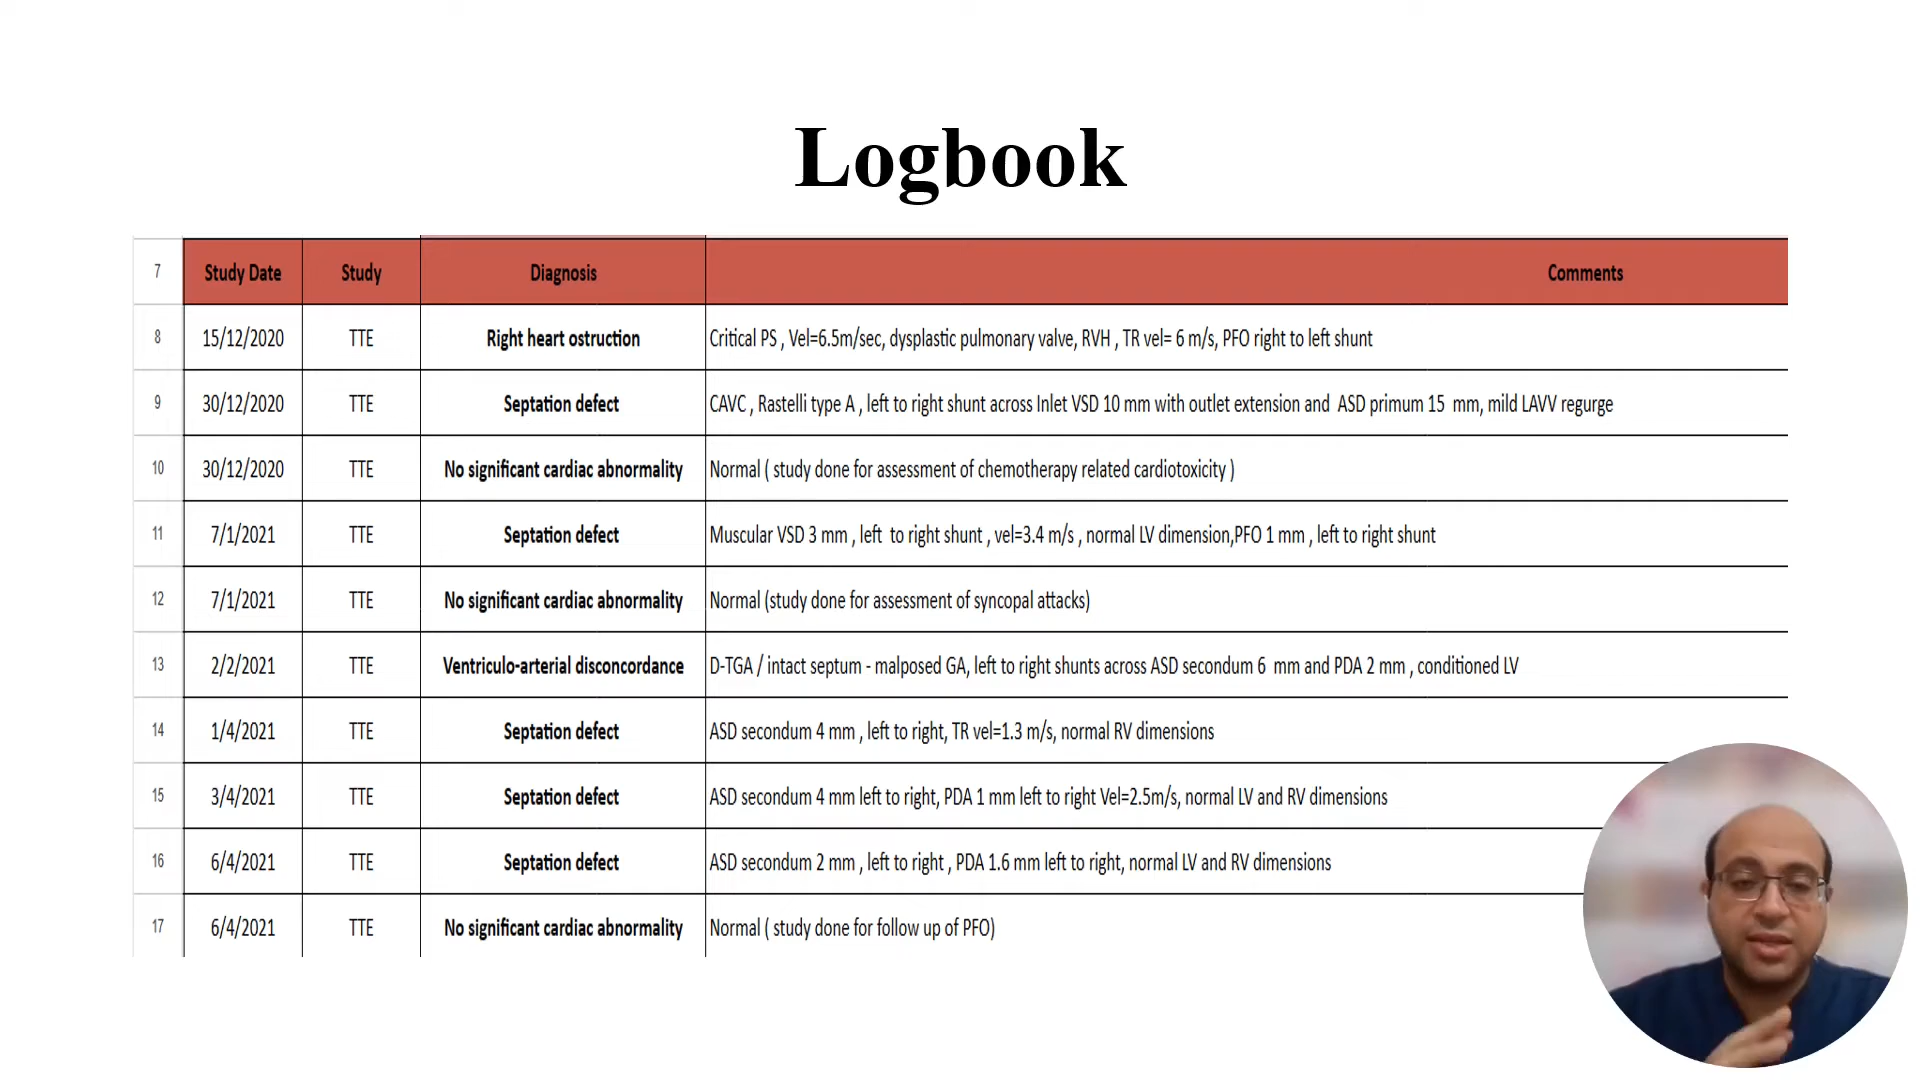 Logbook
7 Study Date Study Diagnosis Comments
8 15/12/2020 TTE Right heart ostruction Critical PS , Vel=6.5m/sec, dysplastic pulmonary valve, RVH , TR vel= 6 m/s, PFO right to left shunt
9 30/12/2020 TTE Septation defect CAVC , Rastelli type A , left to right shunt across Inlet VSD 10 mm with outlet extension and ASD primum 15 mm, mild LAVV regurge
10 30/12/2020 TTE No significant cardiac abnormality Normal ( study done for assessment of chemotherapy related cardiotoxicity )
11 7/1/2021 TTE Septation defect Muscular VSD 3 mm , left to right shunt , vel=3.4 m/s , normal LV dimension,PFO 1 mm , left to right shunt
12 7/1/2021 TTE No significant cardiac abnormality Normal (study done for assessment of syncopal attacks)
13 2/2/2021 TTE Ventriculo-arterial disconcordance D-TGA / intact septum - malposed GA, left to right shunts across ASD secundum 6 mm and PDA 2 mm , conditioned LV
14 1/4/2021 TTE Septation defect ASD secondum 4 mm , left to right, TR vel=1.3 m/s, normal RV dimensions
15 3/4/2021 TTE Septation defect ASD secondum 4 mm left to right, PDA 1 mm left to right Vel=2.5m/s, normal LV and RV dimensions
16 6/4/2021 TTE Septation defect ASD secondum 2 mm , left to right , PDA 1.6 mm left to right, normal LV and RV dimensions
17 6/4/2021 TTE No significant cardiac abnormality Normal ( study done for follow up of PFO)